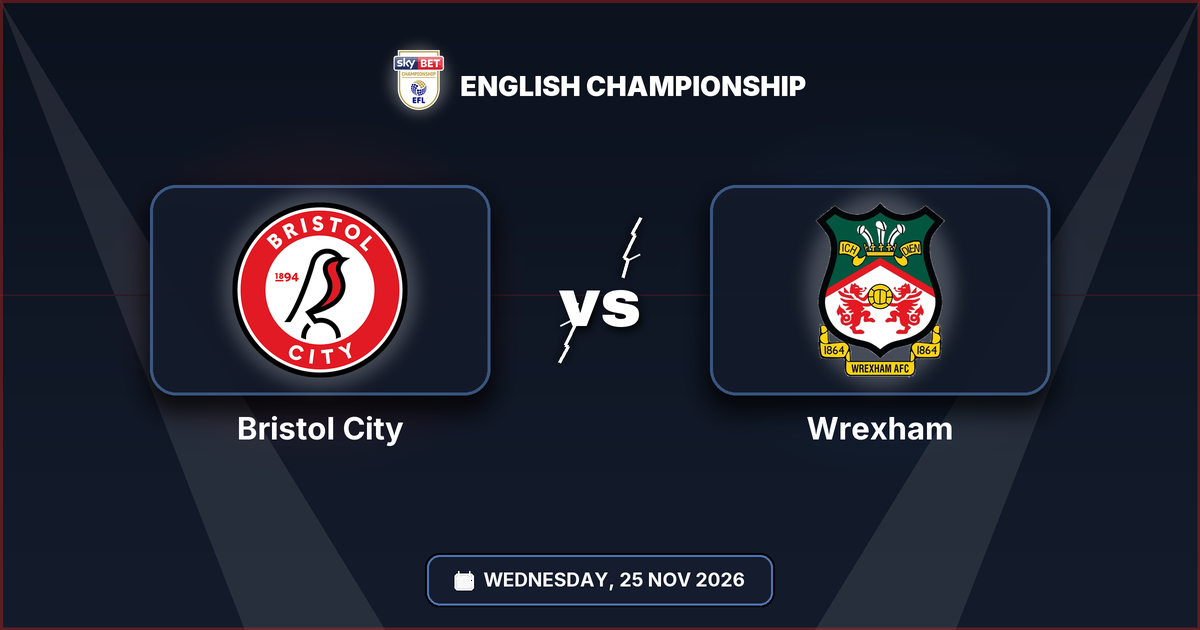 sky BET
CHAMPIONSHIP
EFL
ENGLISH CHAMPIONSHIP
BRISTOL
1894
CITY
VS
ICH DIEN
1864 1864
WREXHAM AFC
Bristol City
Wrexham
WEDNESDAY, 25 NOV 2026